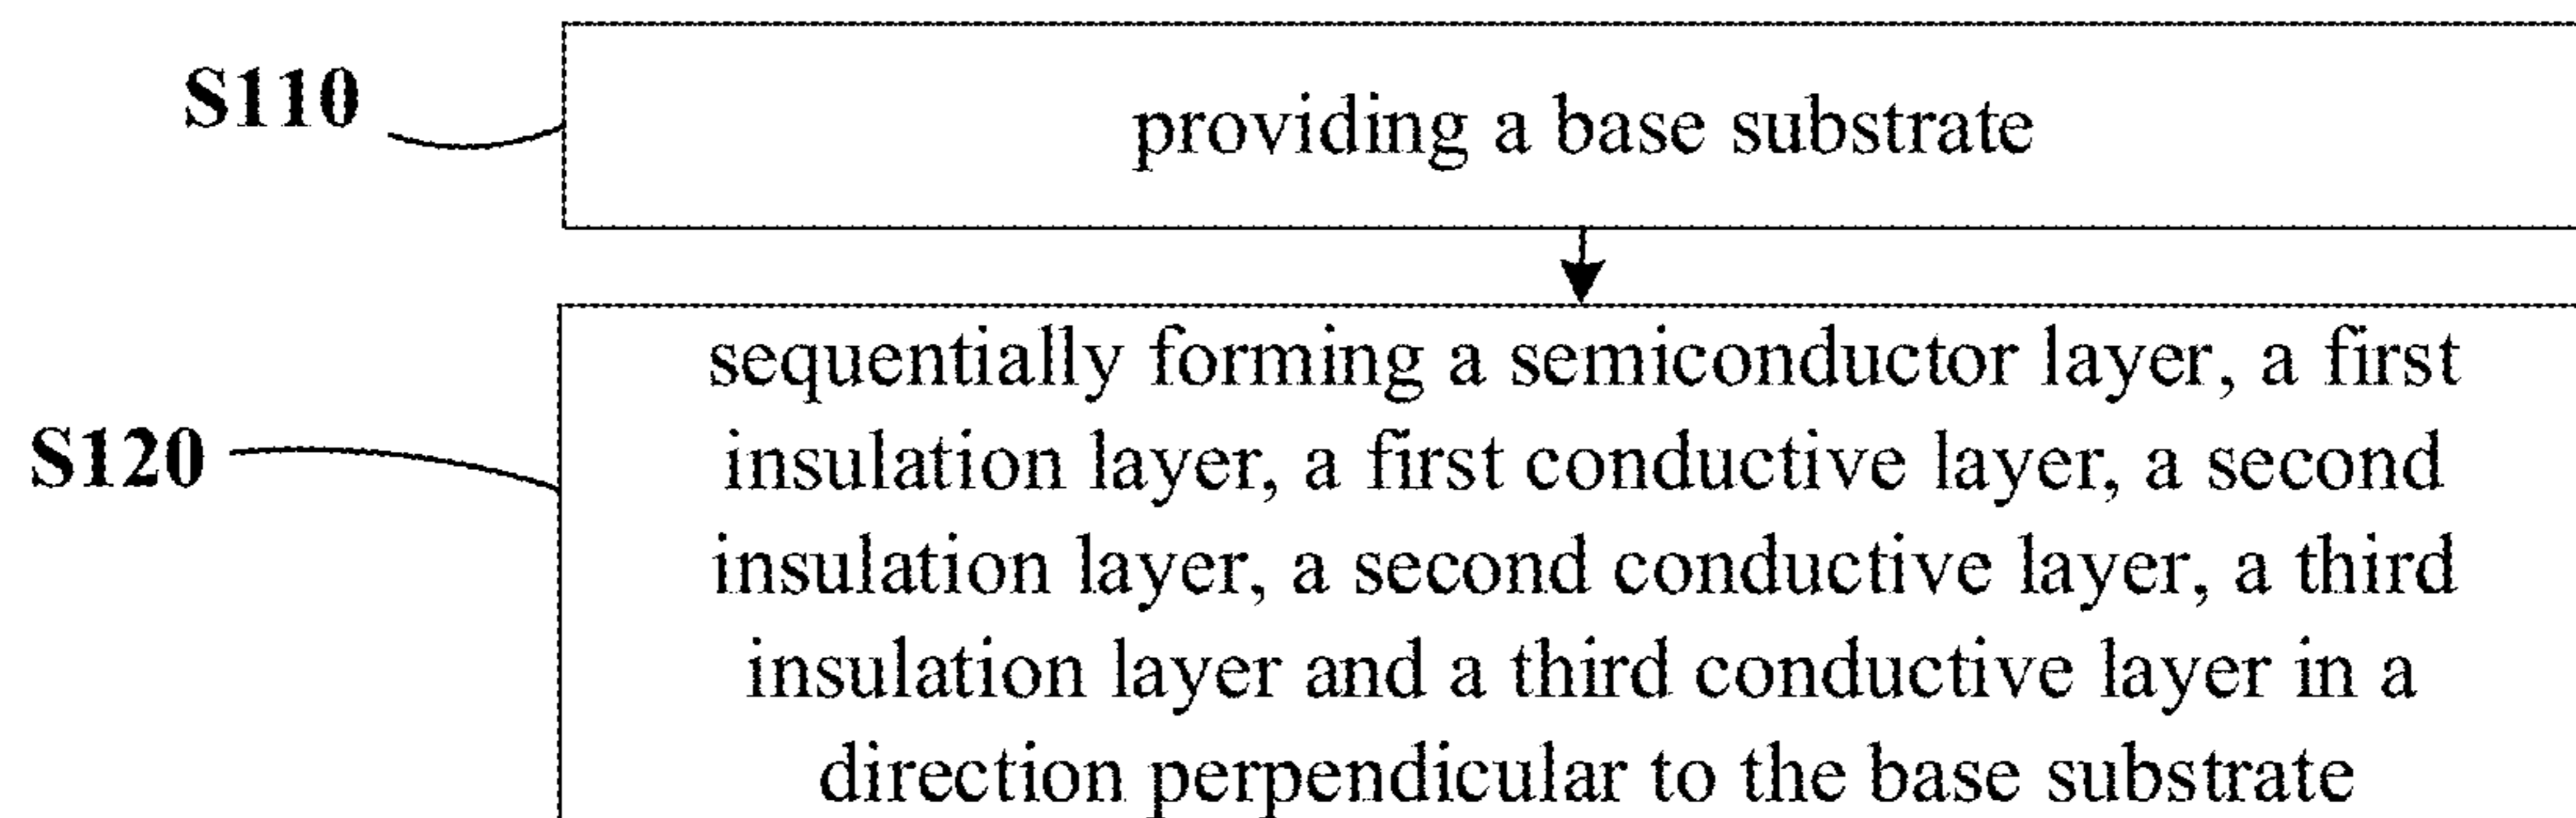 S110
providing a base substrate
sequentially forming a semiconductor layer, a first
insulation layer, a first conductive layer, a second
S120
insulation layer, a second conductive layer, a third
insulation layer and a third conductive layer in a
direction perpendicular to the base substrate